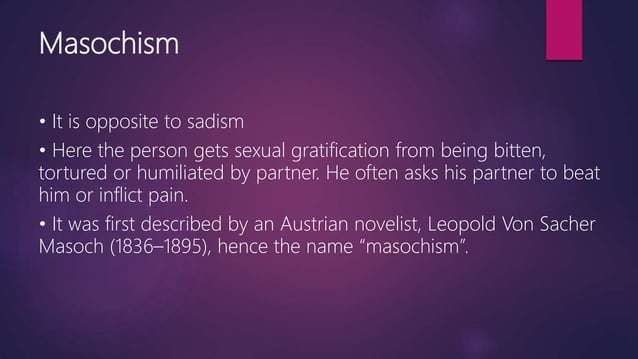 Masochism
• It is opposite to sadism
• Here the person gets sexual gratification from being bitten,
tortured or humiliated by partner. He often asks his partner to beat
him or inflict pain.
• It was first described by an Austrian novelist, Leopold Von Sacher
Masoch (1836–1895), hence the name “masochism”.